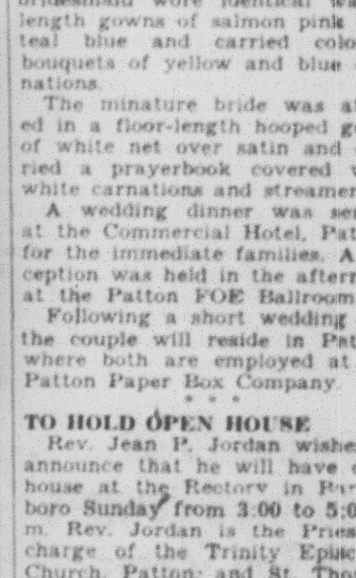 bridesmaid wore identical
length gowns of salmon pink
teal blue and carried colo
bouquets of yellow and blue
nations.
The minature bride was at
ed in a floor-length hooped g
of white net over satin and
ried a prayerbook covered
white carnations and streamer
A wedding dinner was ser
at the Commercial Hotel, Pat
for the immediate families. A
ception was held in the aftern
at the Patton FOE Ballroom
Following a short wedding
the couple will reside in Pat
where both are employed at
Patton Paper Box Company.
* * *
TO HOLD OPEN HOUSE
Rev. Jean P. Jordan wishe
announce that he will have
house at the Rectory in
boro Sunday from 3:00 to 5:0
m. Rev. Jordan is the Pries
charge of the Trinity Episc
Church, Patton; and St. Tho